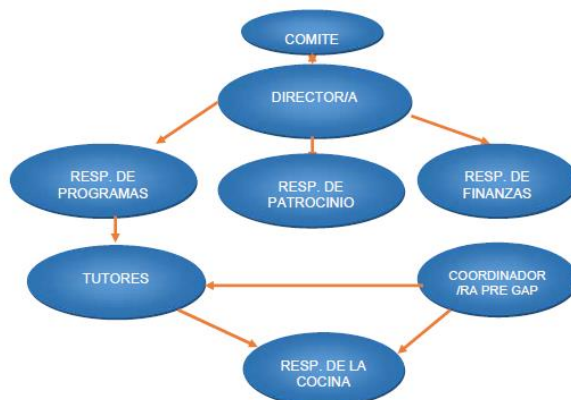 COMITE
DIRECTOR/A
RESP. DE
PROGRAMAS
RESP. DE
PATROCINIO
RESP. DE
FINANZAS
TUTORES
COORDINADOR
/RA PRE GAP
RESP. DE LA
COCINA